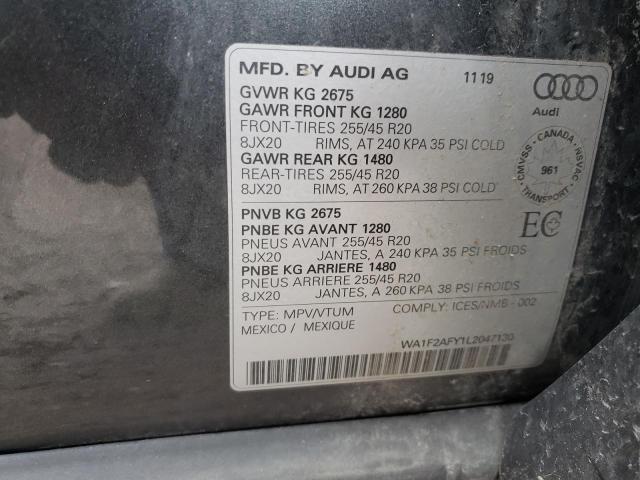 MFD. BY AUDI AG 11 19
Audi
GVWR KG 2675
GAWR FRONT KG 1280
FRONT-TIRES 255/45 R20
8JX20 RIMS, AT 240 KPA 35 PSI COLD
GAWR REAR KG 1480
REAR-TIRES 255/45 R20
8JX20 RIMS, AT 260 KPA 38 PSI COLD
CMVSS - CANADA - NSVAC - TRANSPORT -
961
PNVB KG 2675
PNBE KG AVANT 1280
PNEUS AVANT 255/45 R20
8JX20 JANTES, A 240 KPA 35 PSI FROIDS
PNBE KG ARRIERE 1480
PNEUS ARRIERE 255/45 R20
8JX20 JANTES, A 260 KPA 38 PSI FROIDS
EC
TYPE: MPV/VTUM COMPLY: ICES/NMB - 002
MEXICO / MEXIQUE
WA1F2AFY1L2047130